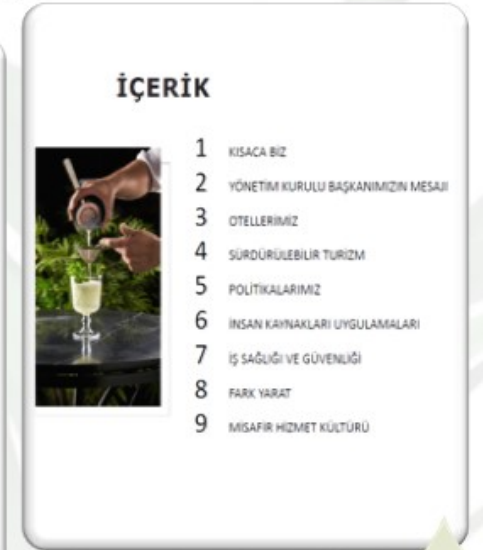 İÇERİK
1 KISACA BİZ
2 YÖNETİM KURULU BAŞKANIMIZIN MESAJI
3 OTELLERİMİZ
4 SÜRDÜRÜLEBİLİR TURİZM
5 POLİTİKALARIMIZ
6 İNSAN KAYNAKLARI UYGULAMALARI
7 İŞ SAĞLIĞI VE GÜVENLİĞİ
8 FARK YARAT
9 MİSAFİR HİZMET KÜLTÜRÜ